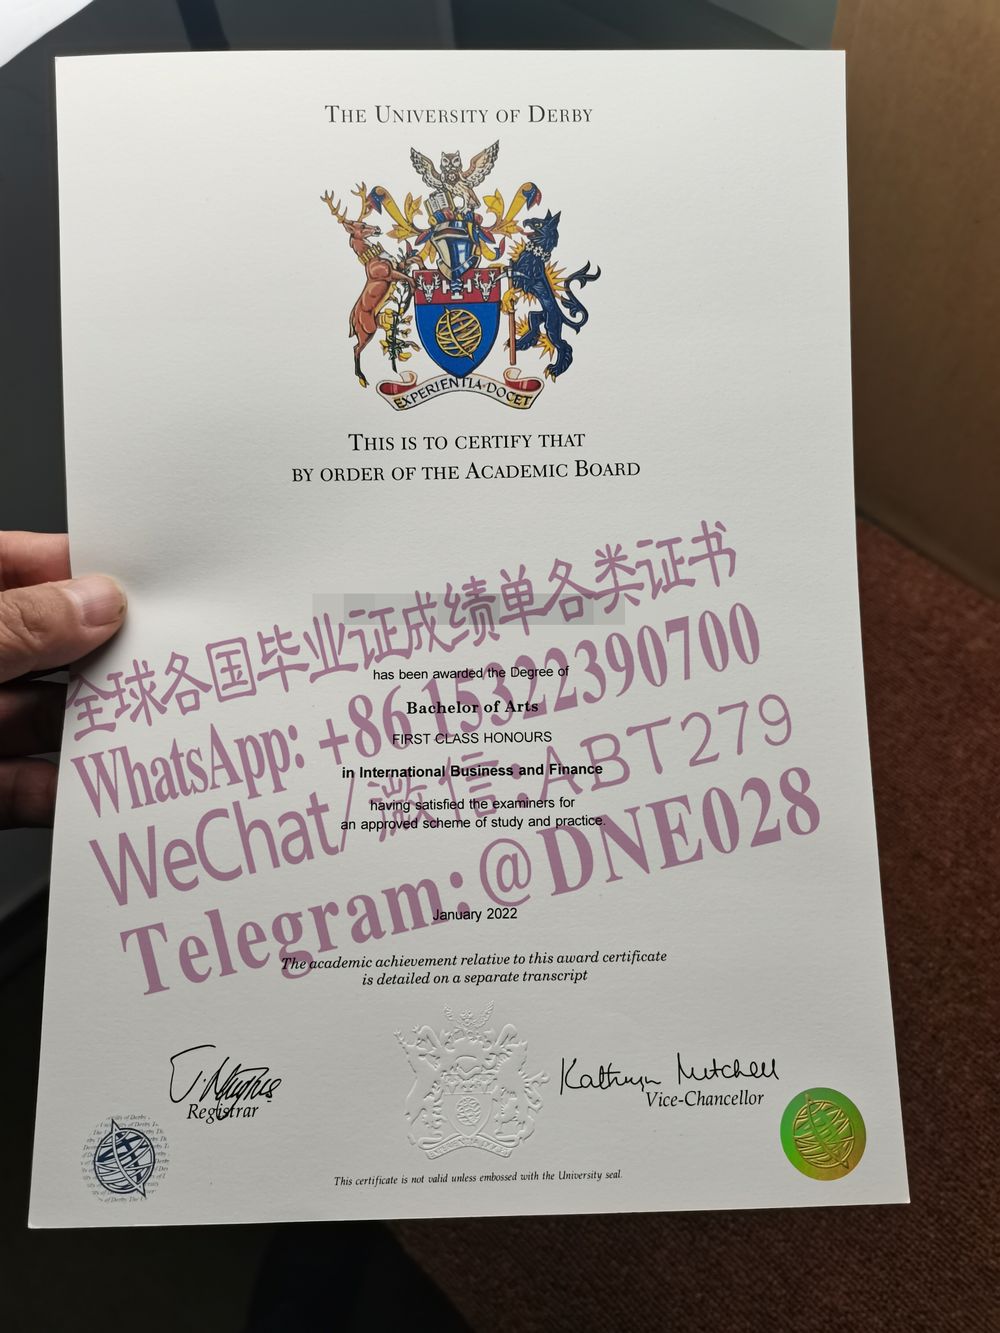 THE UNIVERSITY OF DERBY
EXPERIENTIA DOCET
THIS IS TO CERTIFY THAT
BY ORDER OF THE ACADEMIC BOARD
全球各国毕业证成绩单各类证书
has been awarded the Degree of
WhatsApp: +86 15322390700
Bachelor of Arts
FIRST CLASS HONOURS
WeChat/微信:ABT279
in International Business and Finance
having satisfied the examiners for
an approved scheme of study and practice.
Telegram:@DNE028
January 2022
The academic achievement relative to this award certificate
is detailed on a separate transcript
Kathryn Mitchell
Registrar
Vice-Chancellor
This certificate is not valid unless embossed with the University seal.